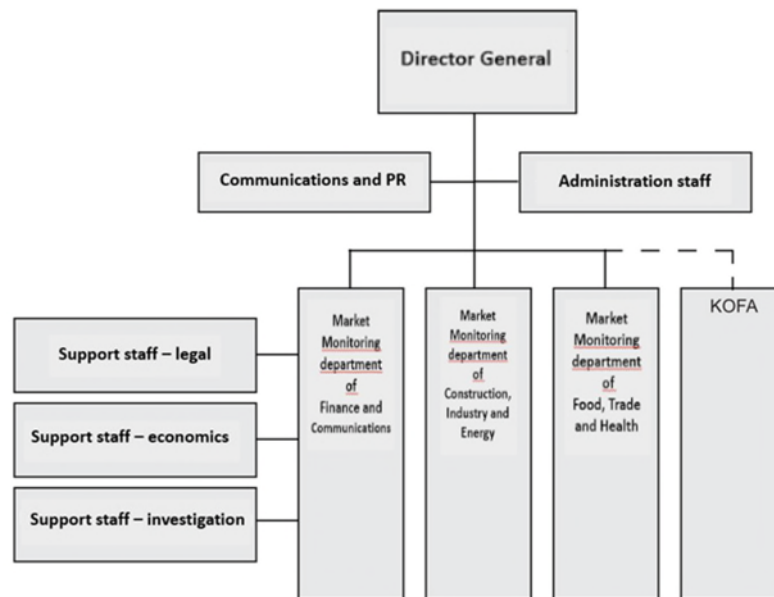 Director General
Communications and PR
Administration staff
Support staff – legal
Support staff – economics
Support staff – investigation
Market
Monitoring
department
of
Finance and
Communications
Market
Monitoring
department
of
Construction,
Industry and
Energy
Market
Monitoring
department
of
Food, Trade
and Health
KOFA